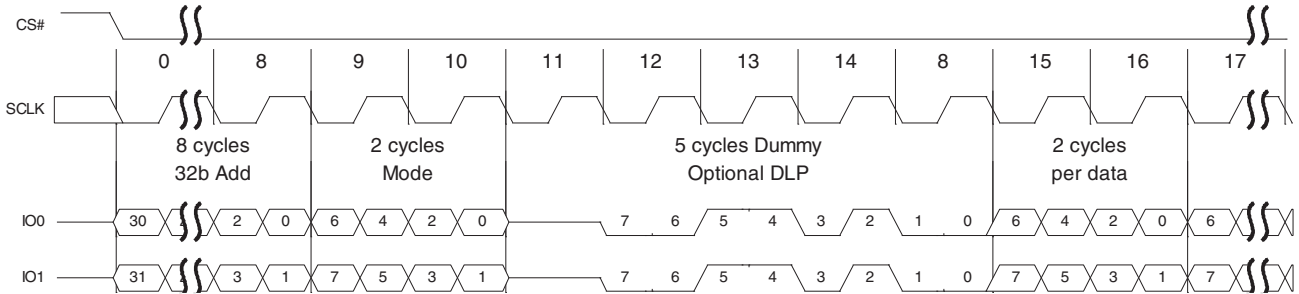 CS#
0 8 9 10 11 12 13 14 8 15 16 17
SCLK
8 cycles 2 cycles 5 cycles Dummy 2 cycles
32b Add Mode Optional DLP per data
IO0 30 2 0 6 4 2 0 7 6 5 4 3 2 1 0 6 4 2 0 6
IO1 31 3 1 7 5 3 1 7 6 5 4 3 2 1 0 7 5 3 1 7